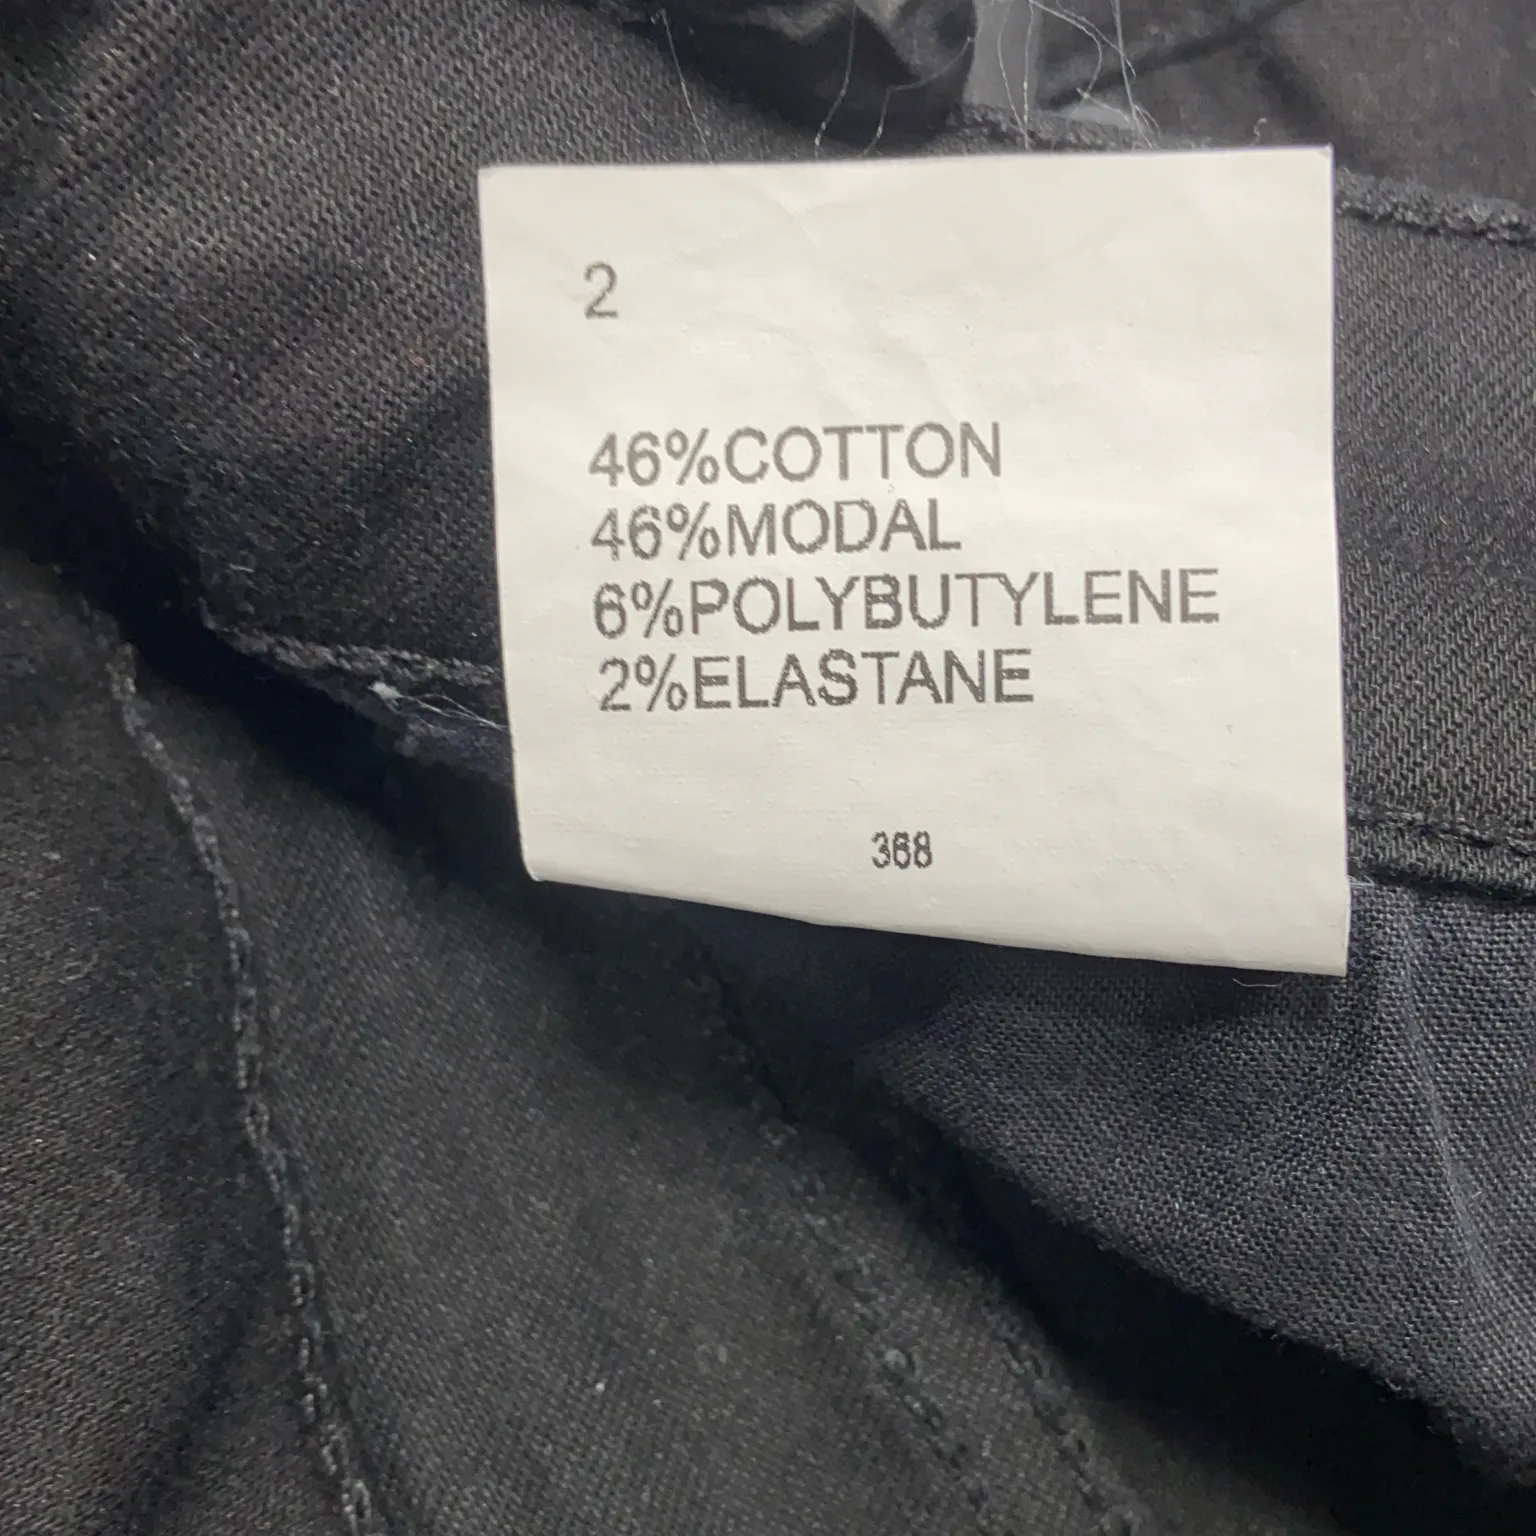 2
46%COTTON
46%MODAL
6%POLYBUTYLENE
2%ELASTANE
368